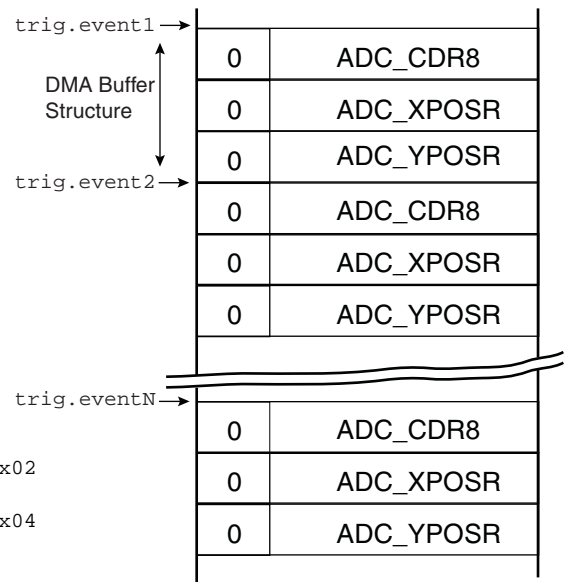 trig.event1
0 ADC_CDR8
DMA Buffer
Structure
0 ADC_XPOSR
0 ADC_YPOSR
trig.event2
0 ADC_CDR8
0 ADC_XPOSR
0 ADC_YPOSR
trig.eventN
0 ADC_CDR8
x02
0 ADC_XPOSR
x04
0 ADC_YPOSR